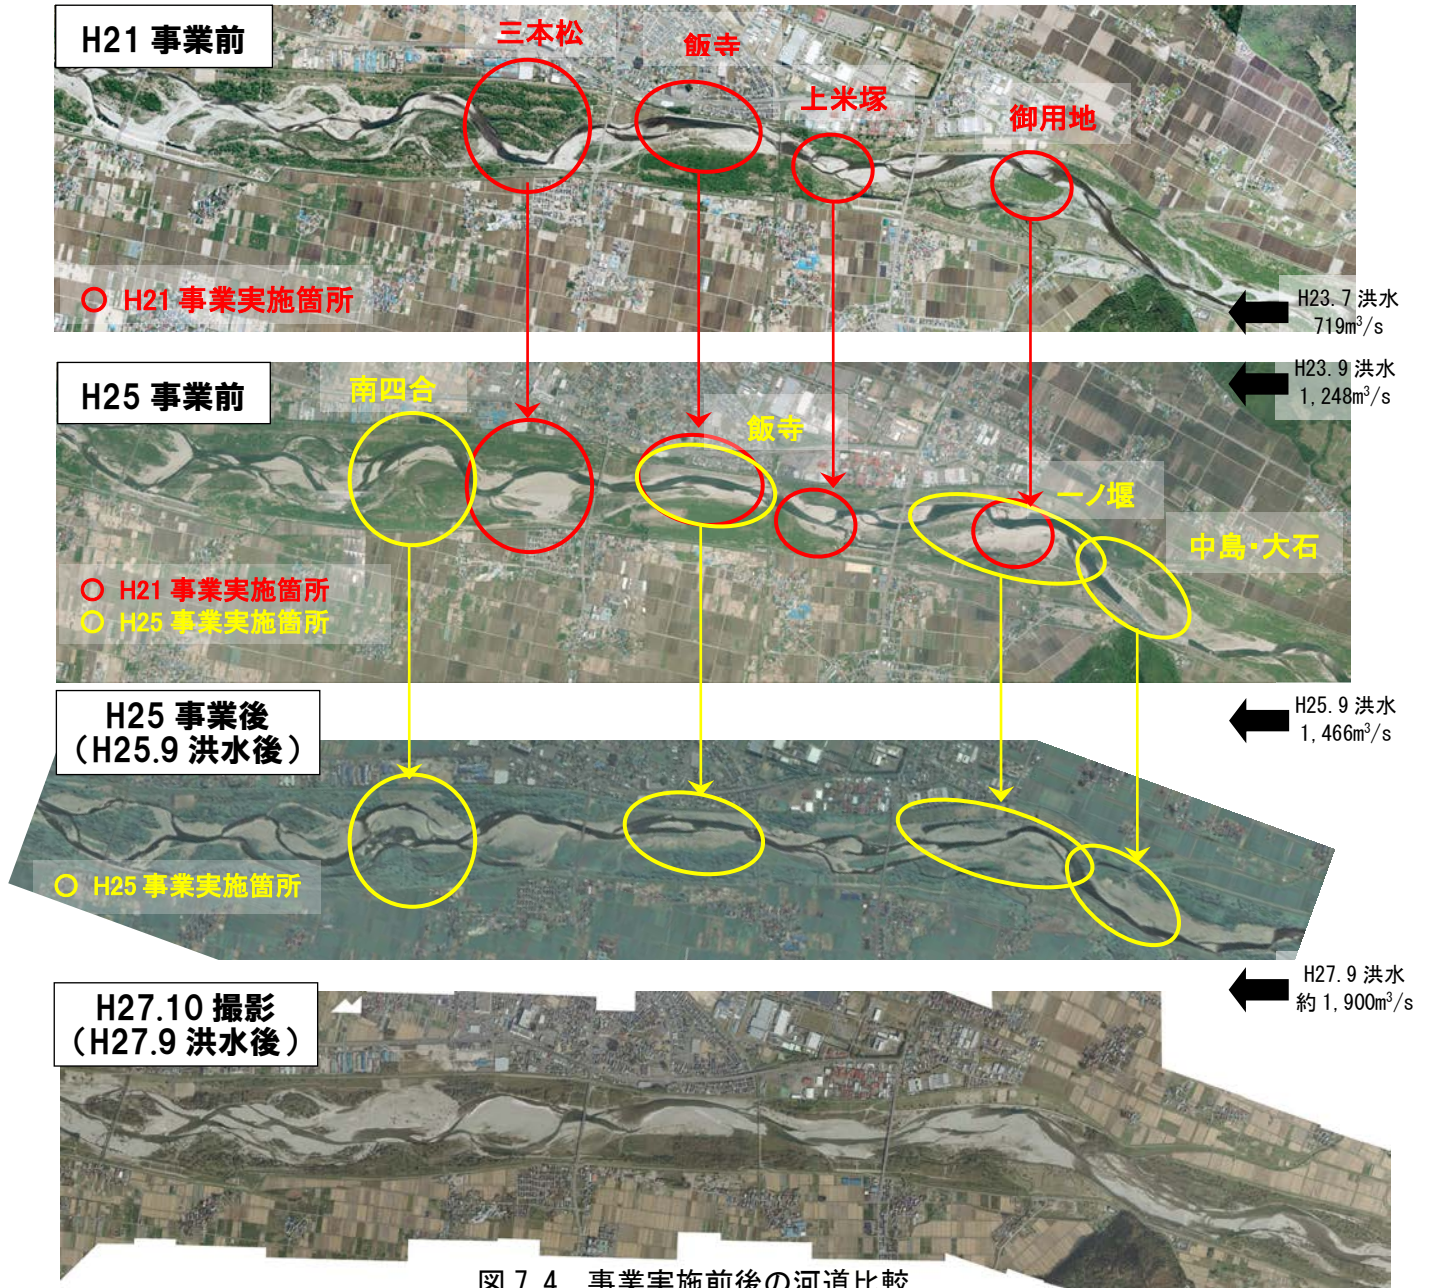 H21 事業前
三本松
飯寺
上米塚
御用地
○ H21 事業実施箇所
H23.7 洪水
719m³/s
H25 事業前
南四合
飯寺
一ノ堰
中島・大石
H23.9 洪水
1,248m³/s
○ H21 事業実施箇所
○ H25 事業実施箇所
H25 事業後
（H25.9 洪水後）
H25.9 洪水
1,466m³/s
○ H25 事業実施箇所
H27.10 撮影
（H27.9 洪水後）
H27.9 洪水
約 1,900m³/s
図 7.4 事業実施前後の河道比較